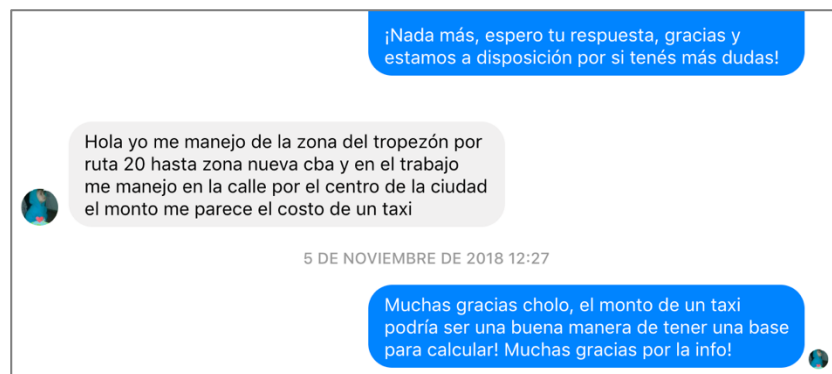 ¡Nada más, espero tu respuesta, gracias y
estamos a disposición por si tenés más dudas!
Hola yo me manejo de la zona del tropezón por
ruta 20 hasta zona nueva cba y en el trabajo
me manejo en la calle por el centro de la ciudad
el monto me parece el costo de un taxi
5 DE NOVIEMBRE DE 2018 12:27
Muchas gracias cholo, el monto de un taxi
podría ser una buena manera de tener una base
para calcular! Muchas gracias por la info!